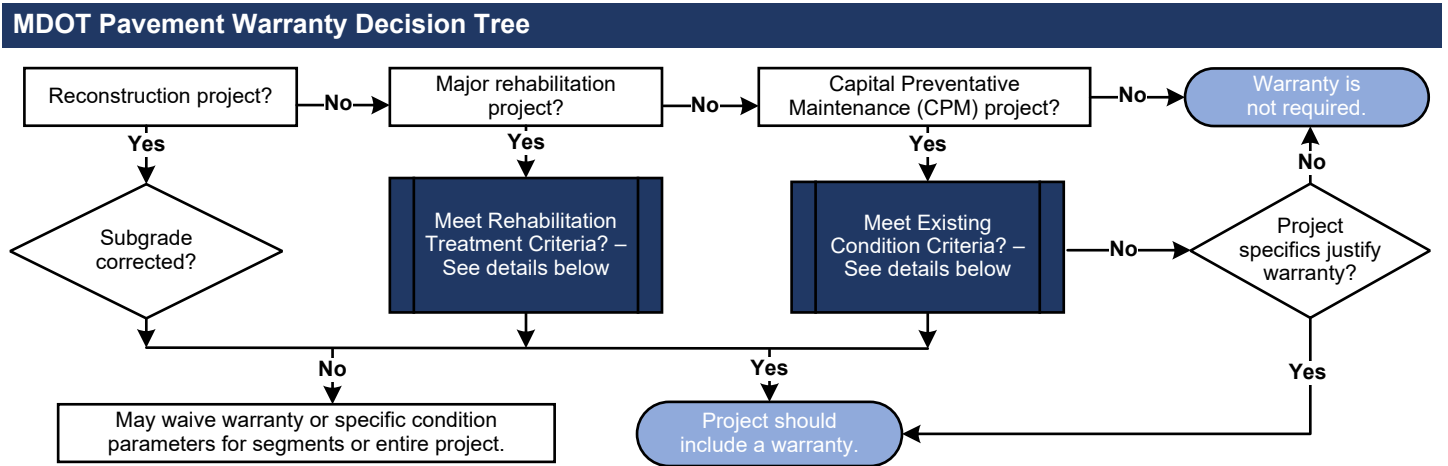 MDOT Pavement Warranty Decision Tree
Reconstruction project?
No
Major rehabilitation
project?
No
Capital Preventative
Maintenance (CPM) project?
No
Warranty is
not required.
Yes
Yes
Yes
No
Subgrade
corrected?
Meet Rehabilitation
Treatment Criteria? –
See details below
Meet Existing
Condition Criteria? –
See details below
No
Project
specifics justify
warranty?
No
Yes
Yes
May waive warranty or specific condition
parameters for segments or entire project.
Project should
include a warranty.